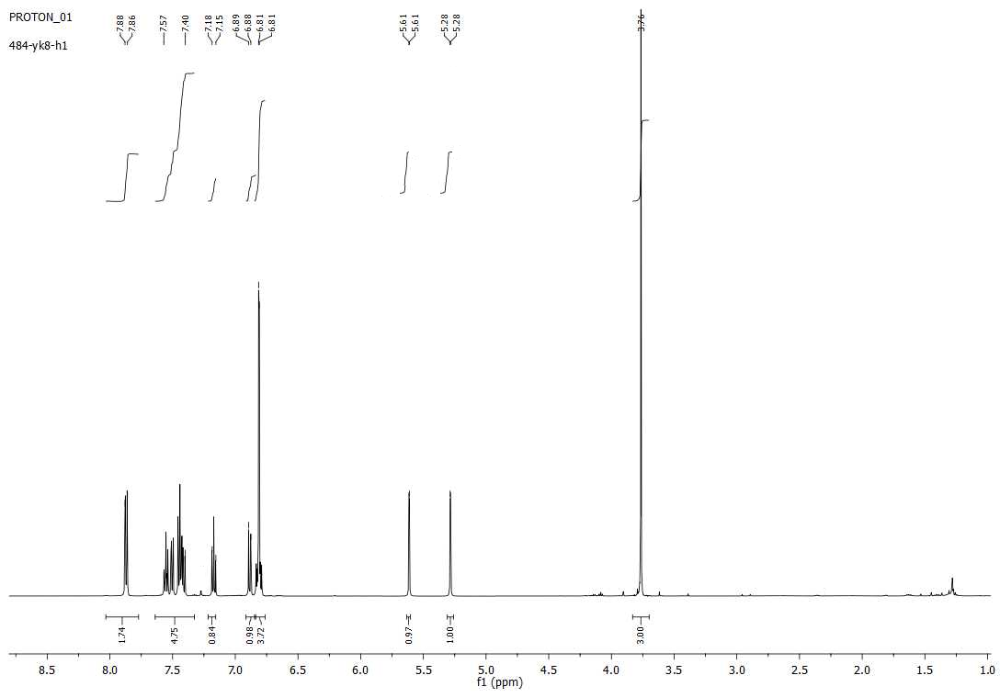 PROTON_01
484-yk8-h1
7.88 7.86 7.57 7.40 7.18 7.15 6.89 6.88 6.81 6.81 5.61 5.61 5.28 5.28 3.76
1.74 4.75 0.84 0.98 3.72 0.97 1.00 3.00
8.5 8.0 7.5 7.0 6.5 6.0 5.5 5.0 4.5 4.0 3.5 3.0 2.5 2.0 1.5 1.0
f1 (ppm)